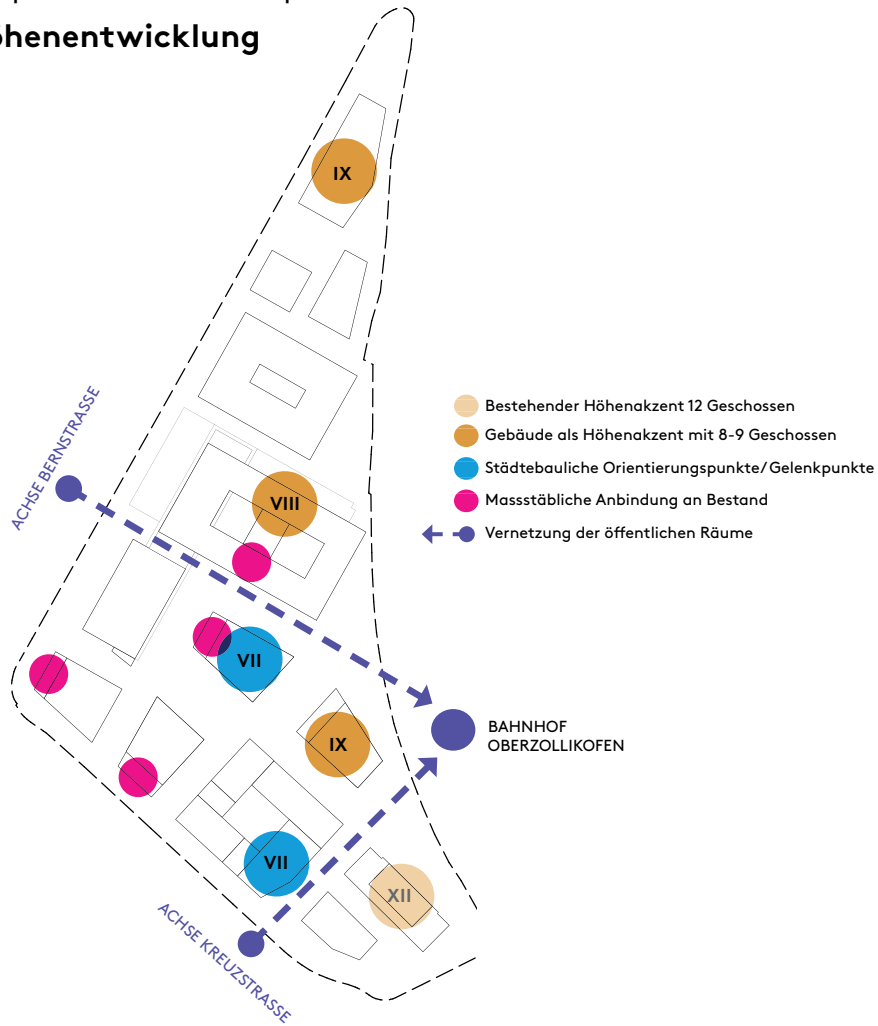 öhenentwicklung
IX
Bestehender Höhenakzent 12 Geschossen
Gebäude als Höhenakzent mit 8-9 Geschossen
Städtebauliche Orientierungspunkte/Gelenkpunkte
Massstäbliche Anbindung an Bestand
Vernetzung der öffentlichen Räume
ACHSE BERNSTRASSE
VIII
VII
IX
BAHNHOF
OBERZOLLIKOFEN
VII
XII
ACHSE KREUZSTRASSE